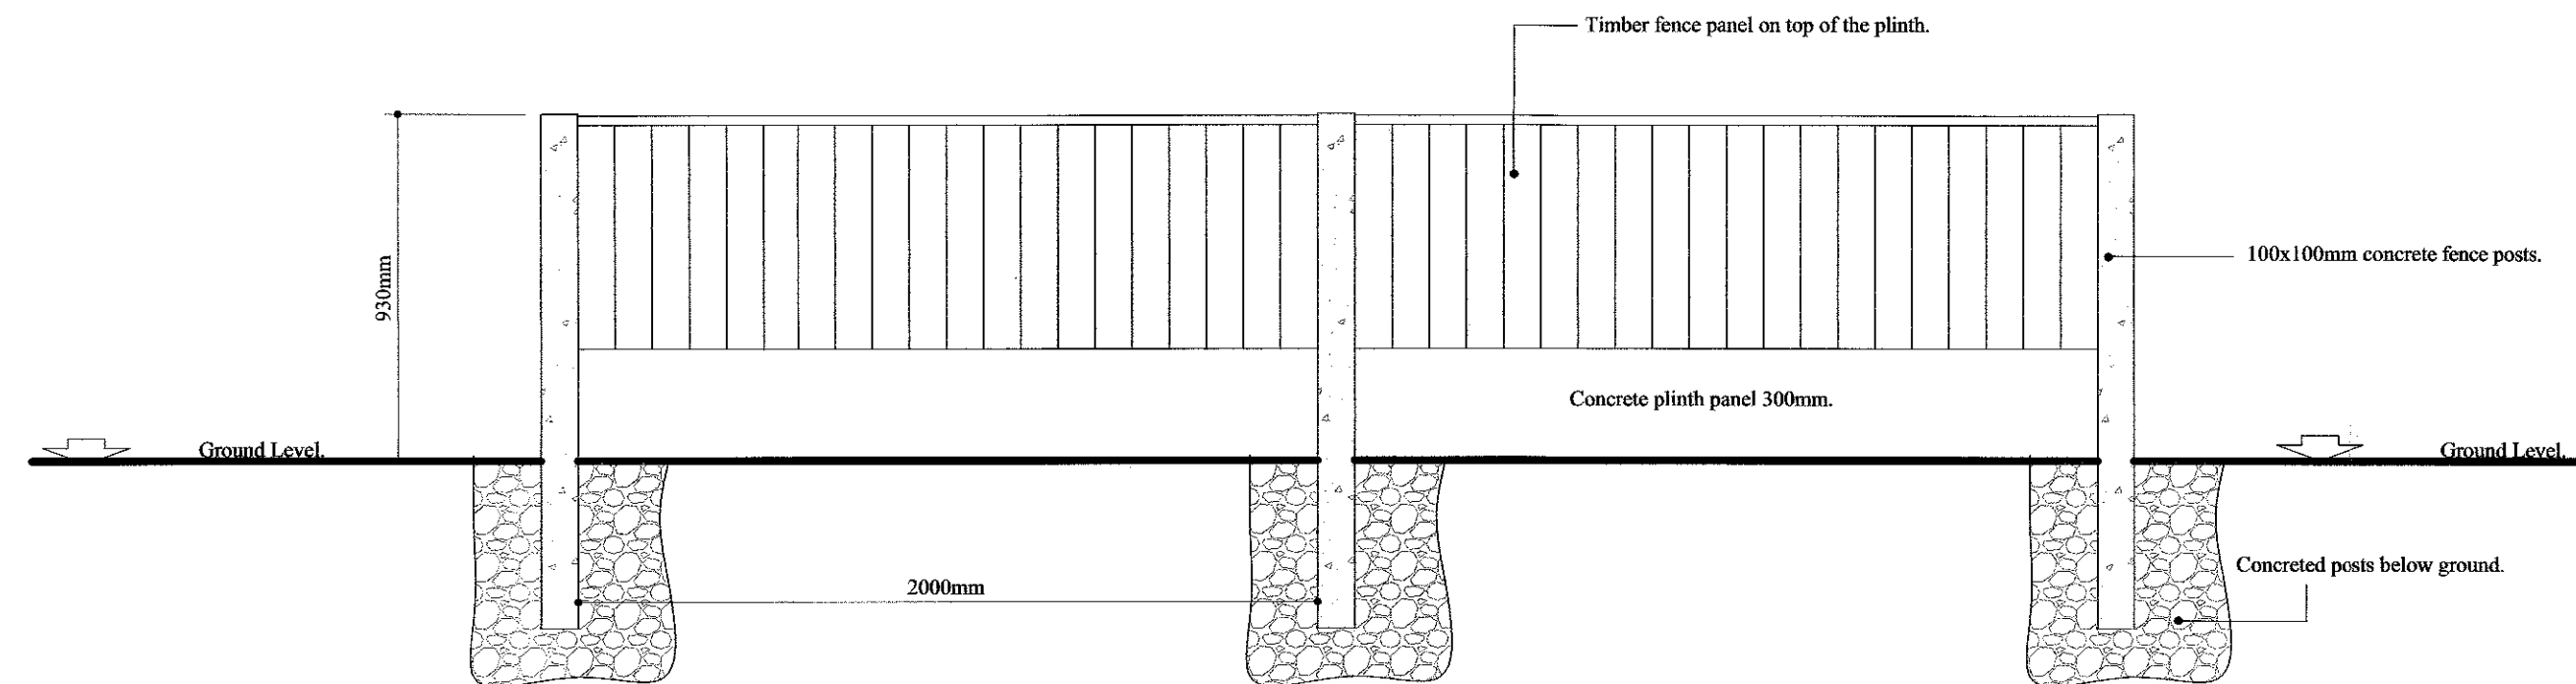 Timber fence panel on top of the plinth.
930mm
100x100mm concrete fence posts.
Concrete plinth panel 300mm.
Ground Level.
Ground Level.
Concreted posts below ground.
2000mm